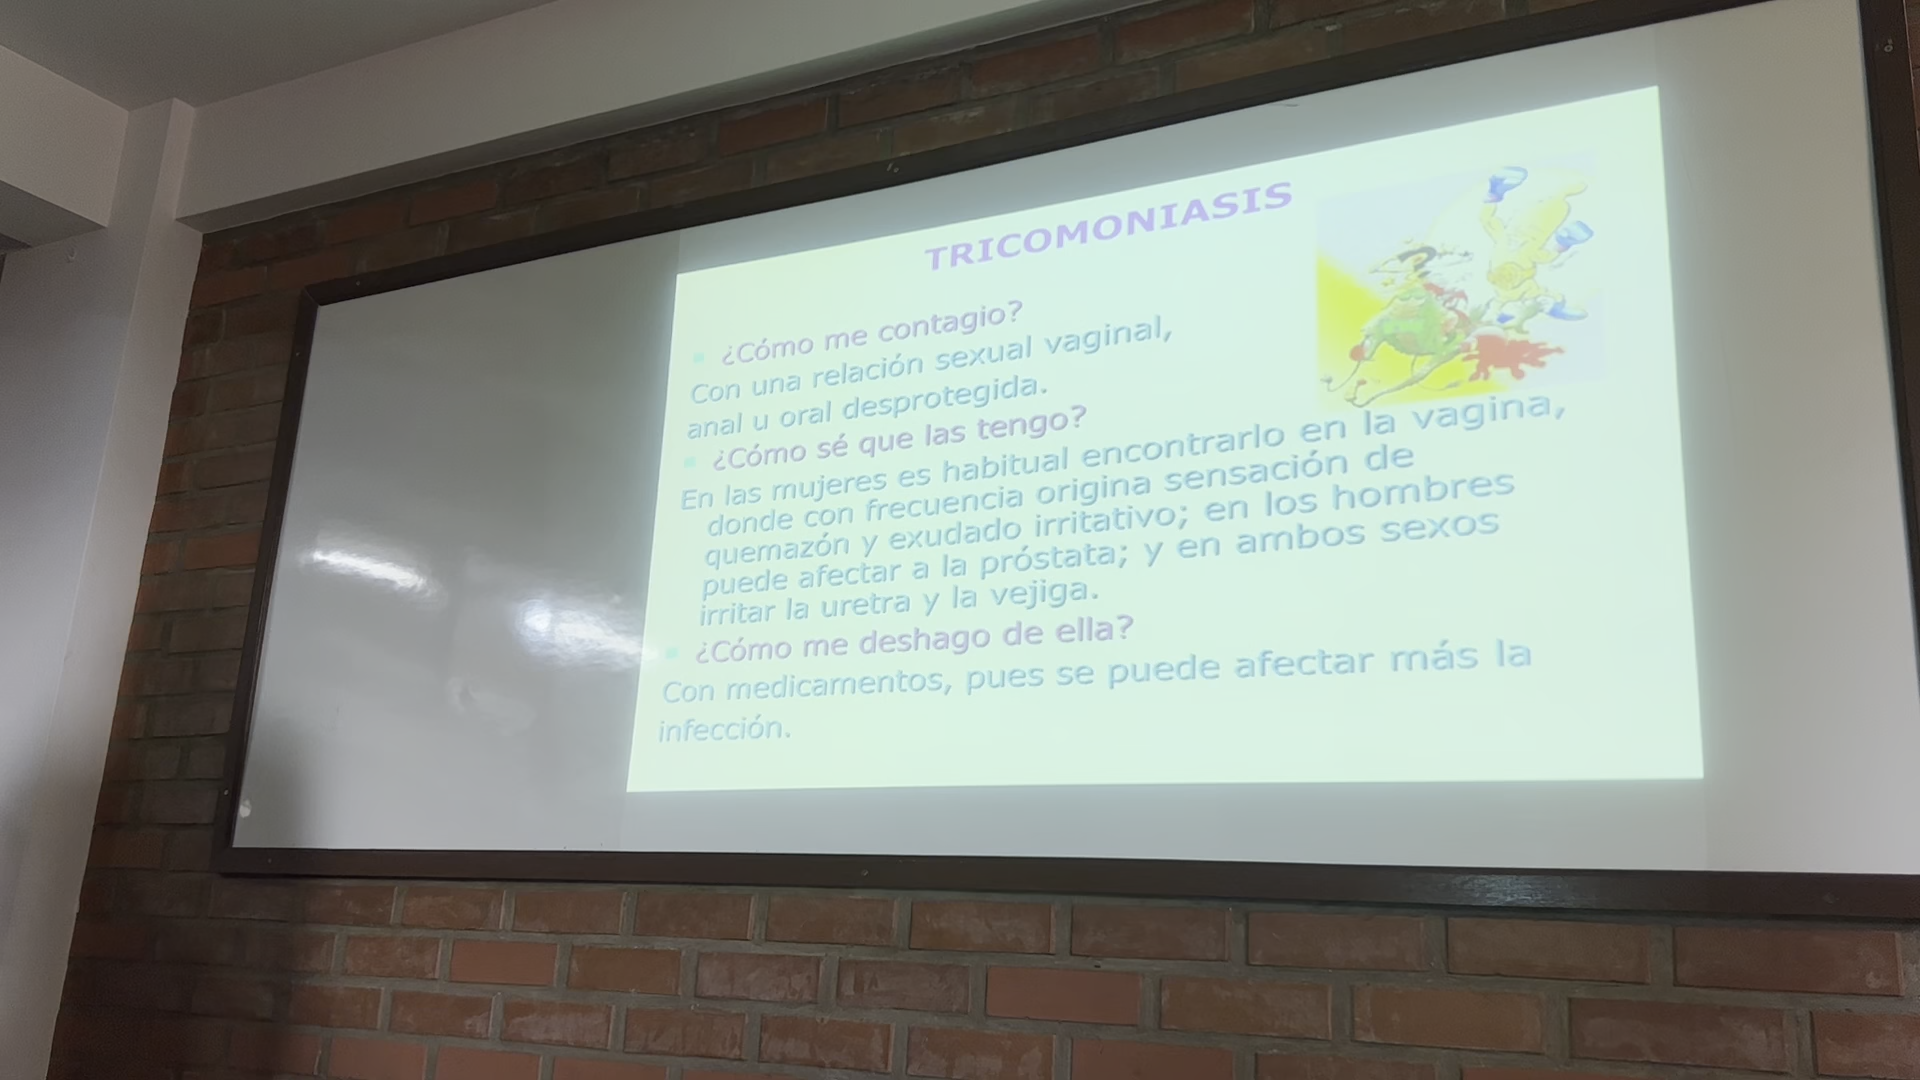 TRICOMONIASIS
¿Cómo me contagio?
Con una relación sexual vaginal,
anal u oral desprotegida.
¿Cómo sé que las tengo?
En las mujeres es habitual encontrarlo en la vagina,
donde con frecuencia origina sensación de
quemazón y exudado irritativo; en los hombres
puede afectar a la próstata; y en ambos sexos
irritar la uretra y la vejiga.
¿Cómo me deshago de ella?
Con medicamentos, pues se puede afectar más la
infección.